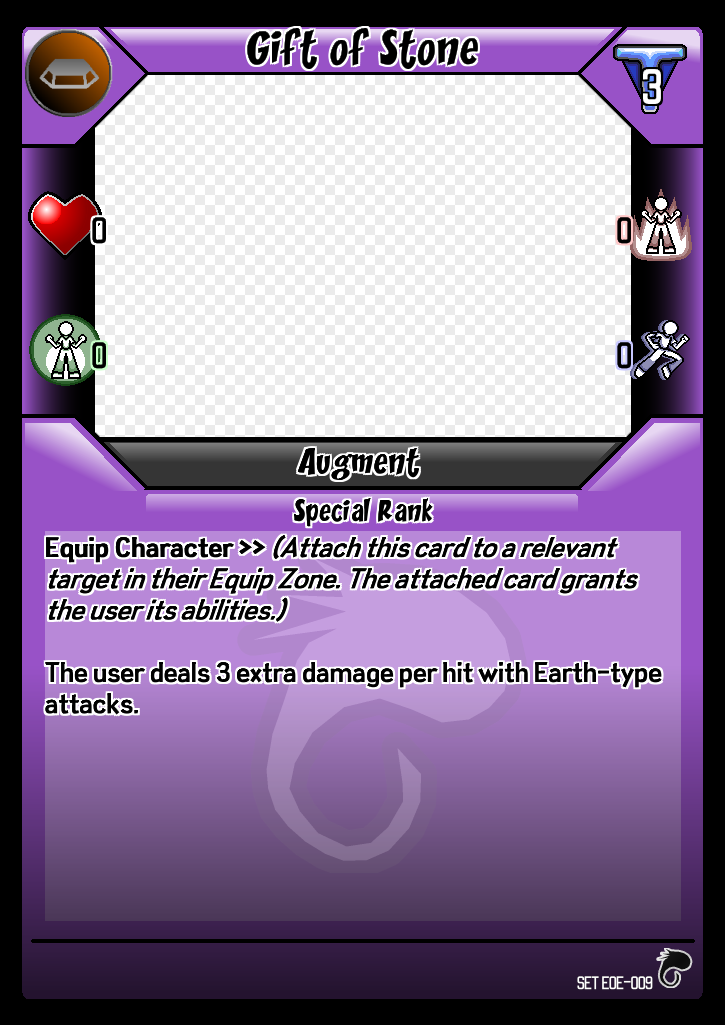 Gift of Stone
3
0
0
0
0
Augment
Special Rank
Equip Character >> (Attach this card to a relevant
target in their Equip Zone. The attached card grants
the user its abilities.)
The user deals 3 extra damage per hit with Earth-type
attacks.
SET EOE-009